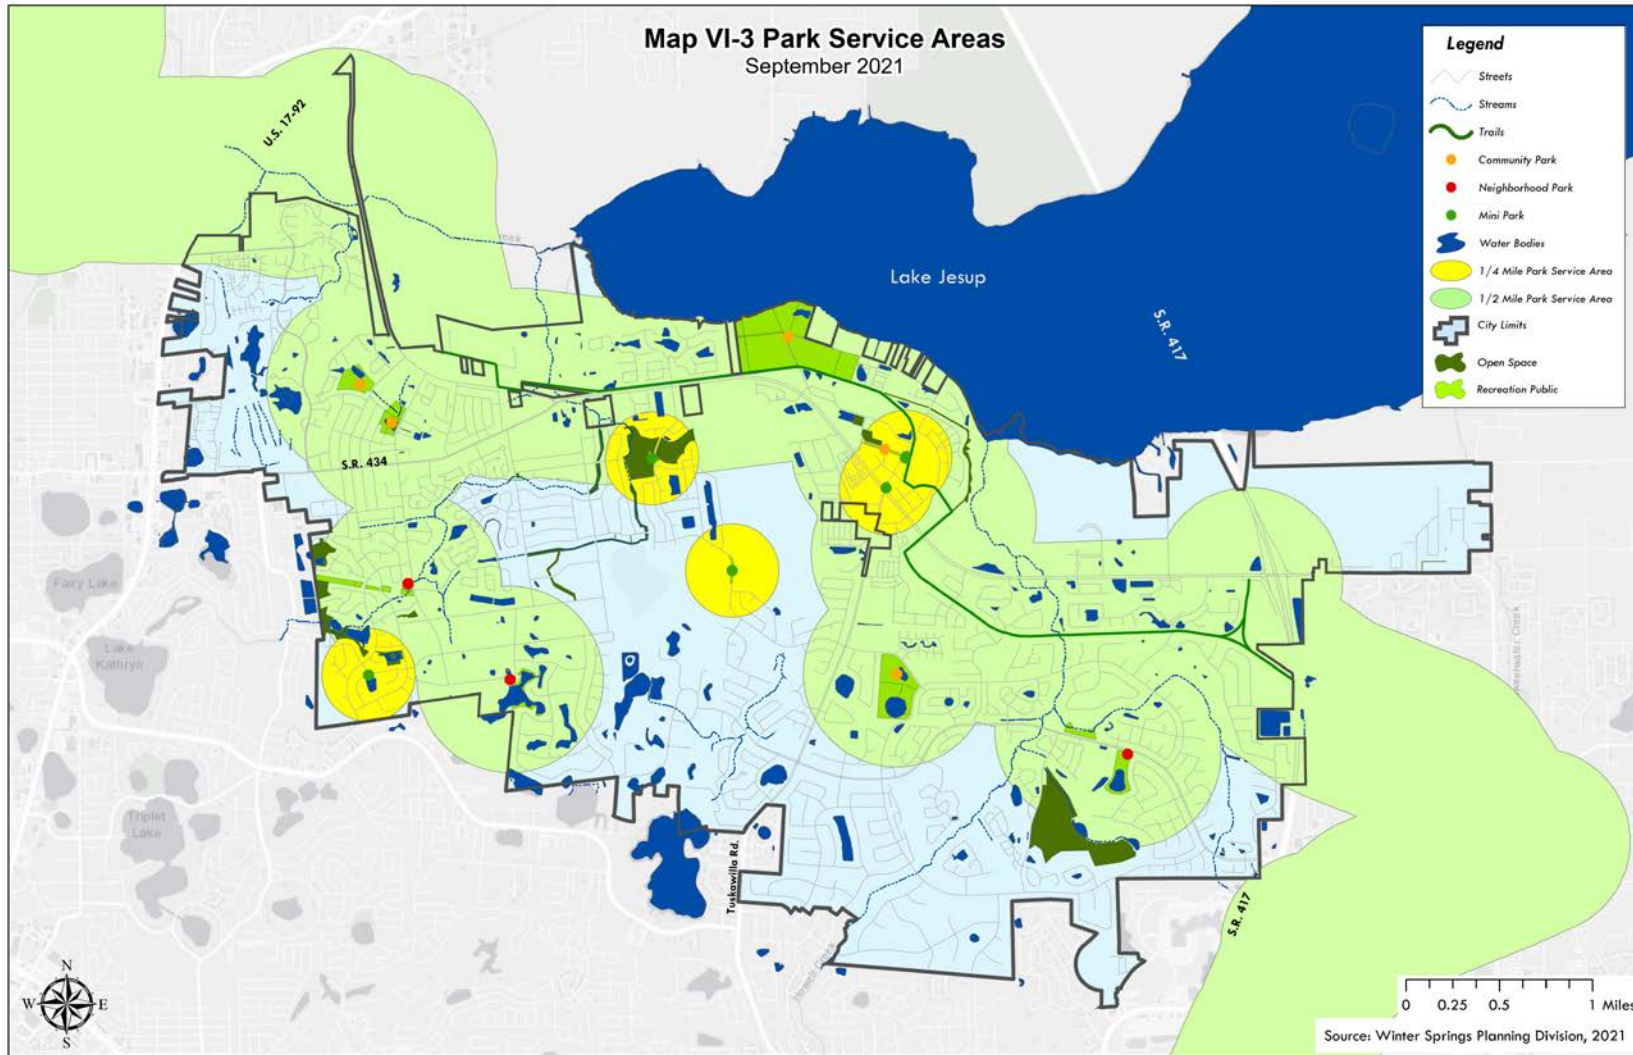 Map VI-3 Park Service Areas
September 2021
Legend
Streets
Streams
Trails
Community Park
Neighborhood Park
Mini Park
Water Bodies
1/4 Mile Park Service Area
1/2 Mile Park Service Area
City Limits
Open Space
Recreation Public
U.S. 17-92
Lake Jesup
S.R. 417
S.R. 434
Fairy Lake
Lake
Kathryn
Triplet
Lake
Tuskawilla Rd.
Howell Creek
S.R. 417
N
W
E
S
0
0.25
0.5
1 Miles
Source: Winter Springs Planning Division, 2021